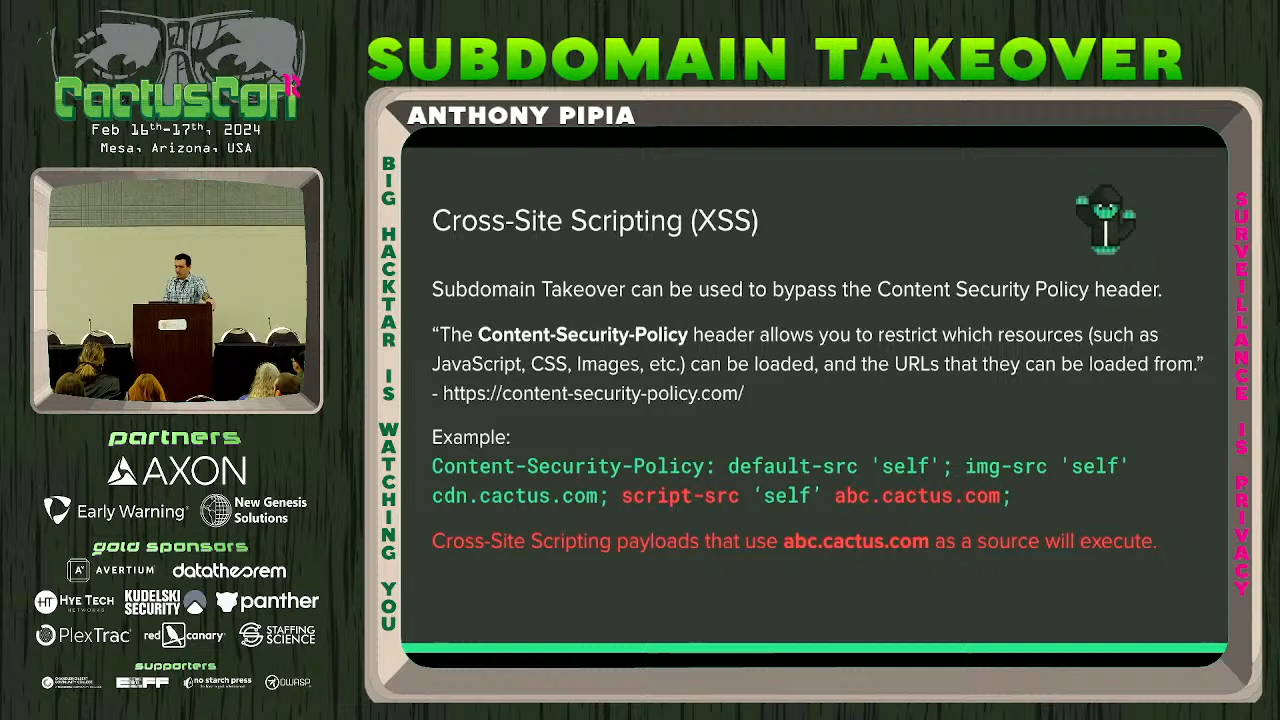 SUBDOMAIN TAKEOVER
CactusCon
Feb 16th-17th, 2024
Mesa, Arizona, USA
ANTHONY PIPIA
BIG HACKTAR IS WATCHING YOU
Cross-Site Scripting (XSS)
Subdomain Takeover can be used to bypass the Content Security Policy header.
“The Content-Security-Policy header allows you to restrict which resources (such as
JavaScript, CSS, Images, etc.) can be loaded, and the URLs that they can be loaded from.”
- https://content-security-policy.com/
Example:
Content-Security-Policy: default-src 'self'; img-src 'self'
cdn.cactus.com; script-src ‘self’ abc.cactus.com;
Cross-Site Scripting payloads that use abc.cactus.com as a source will execute.
SURVEILLANCE IS PRIVACY
partners
AXON
Early Warning
New Genesis
Solutions
gold sponsors
AVERTIUM
datatheorem
HT HYE TECH
NETWORKS
KUDELSKI
SECURITY
panther
PlexTrac
red canary
STAFFING
SCIENCE
supporters
EFF
no starch press
OWASP